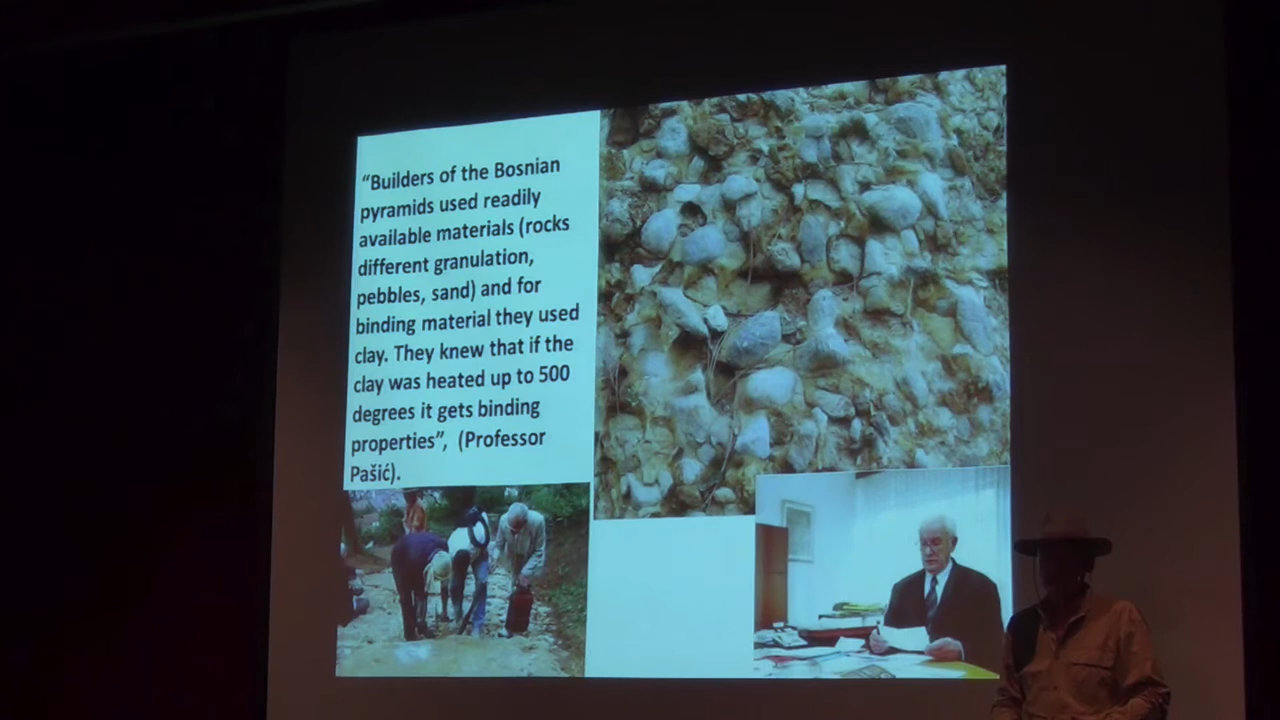 “Builders of the Bosnian
pyramids used readily
available materials (rocks
different granulation,
pebbles, sand) and for
binding material they used
clay. They knew that if the
clay was heated up to 500
degrees it gets binding
properties”, (Professor
Pašić).